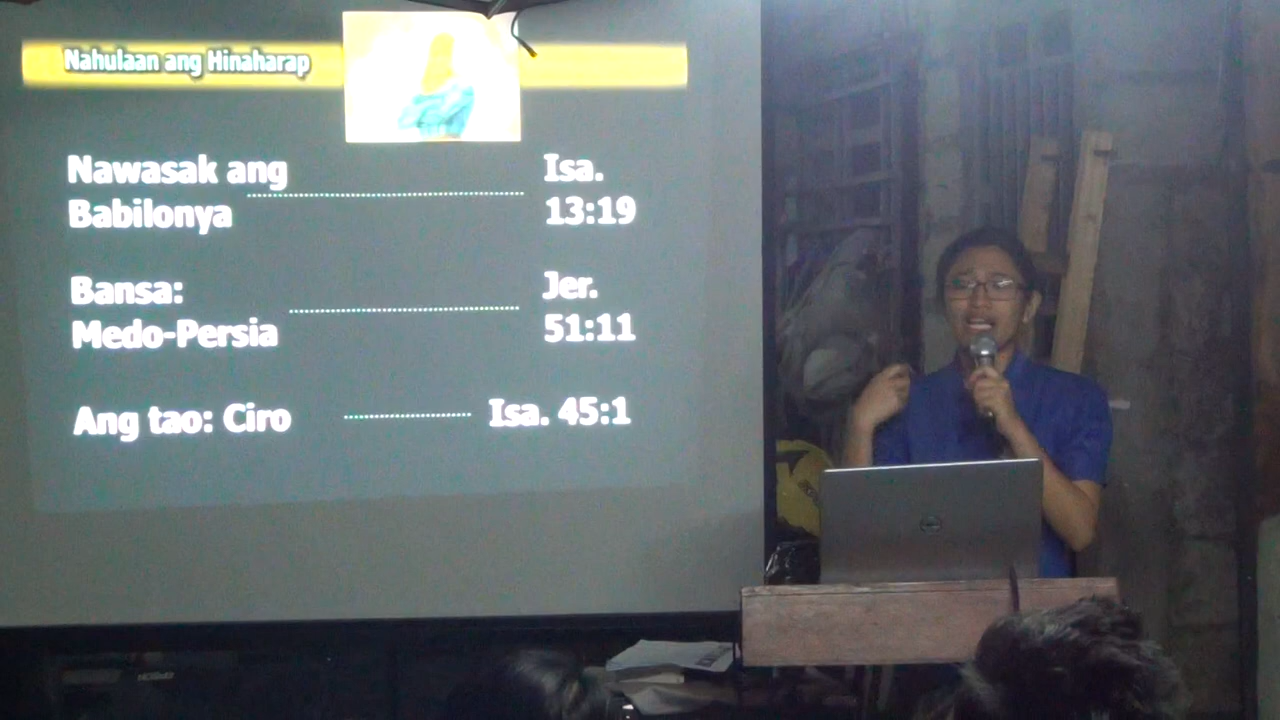 Nahulaan ang Hinaharap
Nawasak ang
Babilonya
Isa.
13:19
Bansa:
Medo-Persia
Jer.
51:11
Ang tao: Ciro
Isa. 45:1